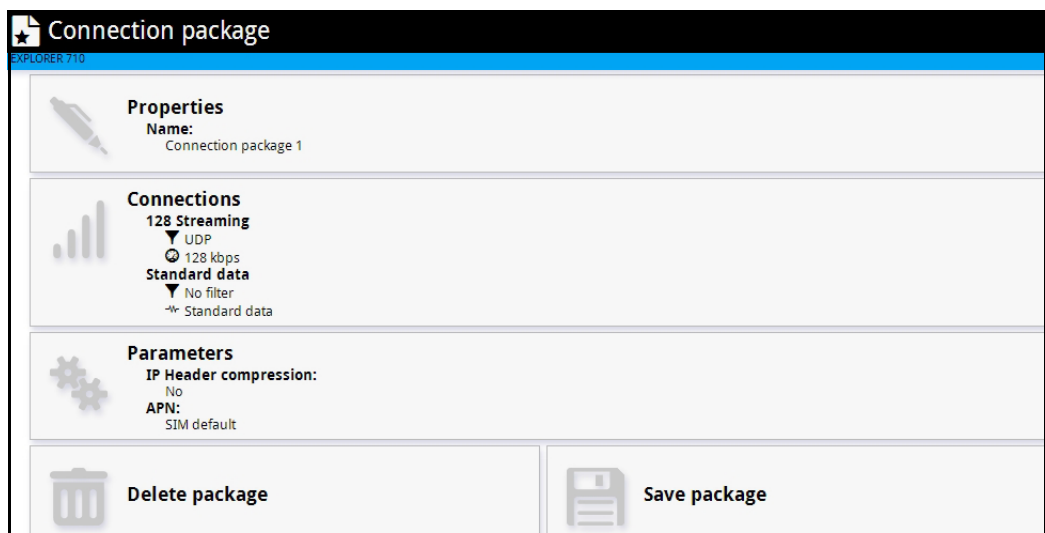 Connection package
EXPLORER 710
Properties
Name:
Connection package 1
Connections
128 Streaming
UDP
128 kbps
Standard data
No filter
Standard data
Parameters
IP Header compression:
No
APN:
SIM default
Delete package
Save package